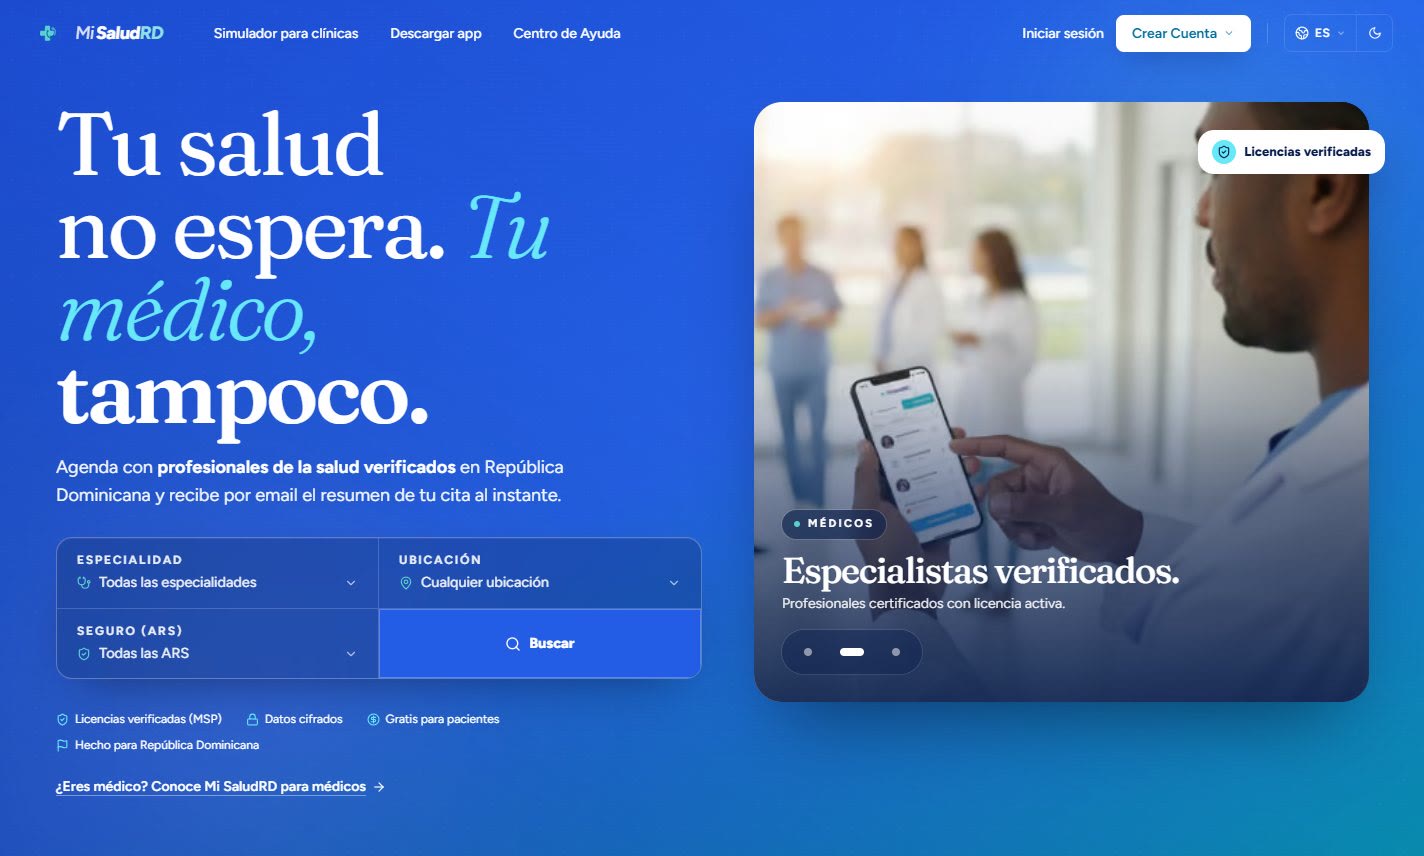 Mi SaludRD
Simulador para clínicas
Descargar app
Centro de Ayuda
Iniciar sesión
Crear Cuenta
ES
Tu salud
no espera. Tu
médico,
tampoco.
Agenda con profesionales de la salud verificados en República
Dominicana y recibe por email el resumen de tu cita al instante.
ESPECIALIDAD
Todas las especialidades
UBICACIÓN
Cualquier ubicación
SEGURO (ARS)
Todas las ARS
Buscar
Licencias verificadas (MSP)
Datos cifrados
Gratis para pacientes
Hecho para República Dominicana
¿Eres médico? Conoce Mi SaludRD para médicos
Licencias verificadas
MÉDICOS
Especialistas verificados.
Profesionales certificados con licencia activa.